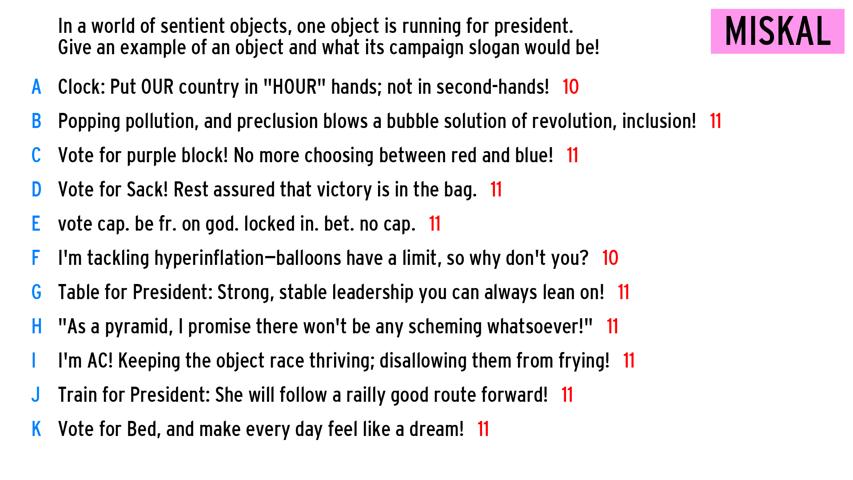 In a world of sentient objects, one object is running for president.
Give an example of an object and what its campaign slogan would be!
MISKAL
A Clock: Put OUR country in "HOUR" hands; not in second-hands! 10
B Popping pollution, and preclusion blows a bubble solution of revolution, inclusion! 11
C Vote for purple block! No more choosing between red and blue! 11
D Vote for Sack! Rest assured that victory is in the bag. 11
E vote cap. be fr. on god. locked in. bet. no cap. 11
F I'm tackling hyperinflation—balloons have a limit, so why don't you? 10
G Table for President: Strong, stable leadership you can always lean on! 11
H "As a pyramid, I promise there won't be any scheming whatsoever!" 11
I I'm AC! Keeping the object race thriving; disallowing them from frying! 11
J Train for President: She will follow a railly good route forward! 11
K Vote for Bed, and make every day feel like a dream! 11